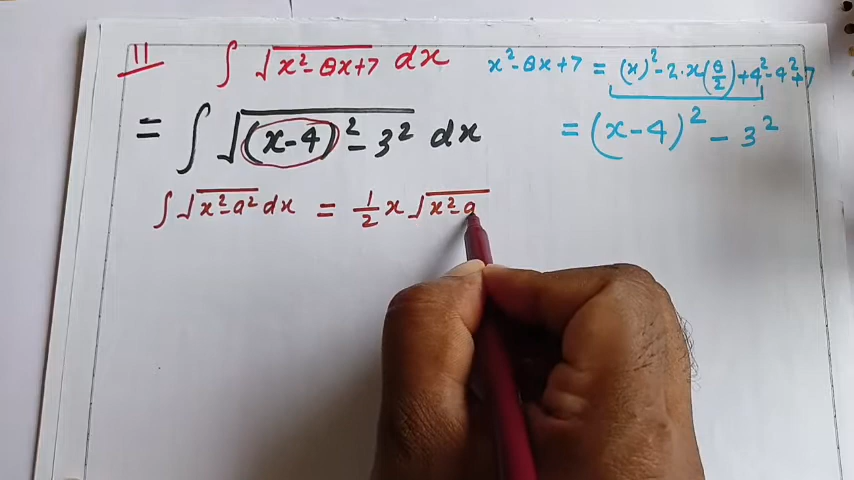 11 ∫ √x²-8x+7 dx x²-8x+7 = (x)²-2·x(8/2)+4²-4²+7
= ∫ √(x-4)²-3² dx = (x-4)²-3²
∫ √x²-a² dx = 1/2 x √x²-a